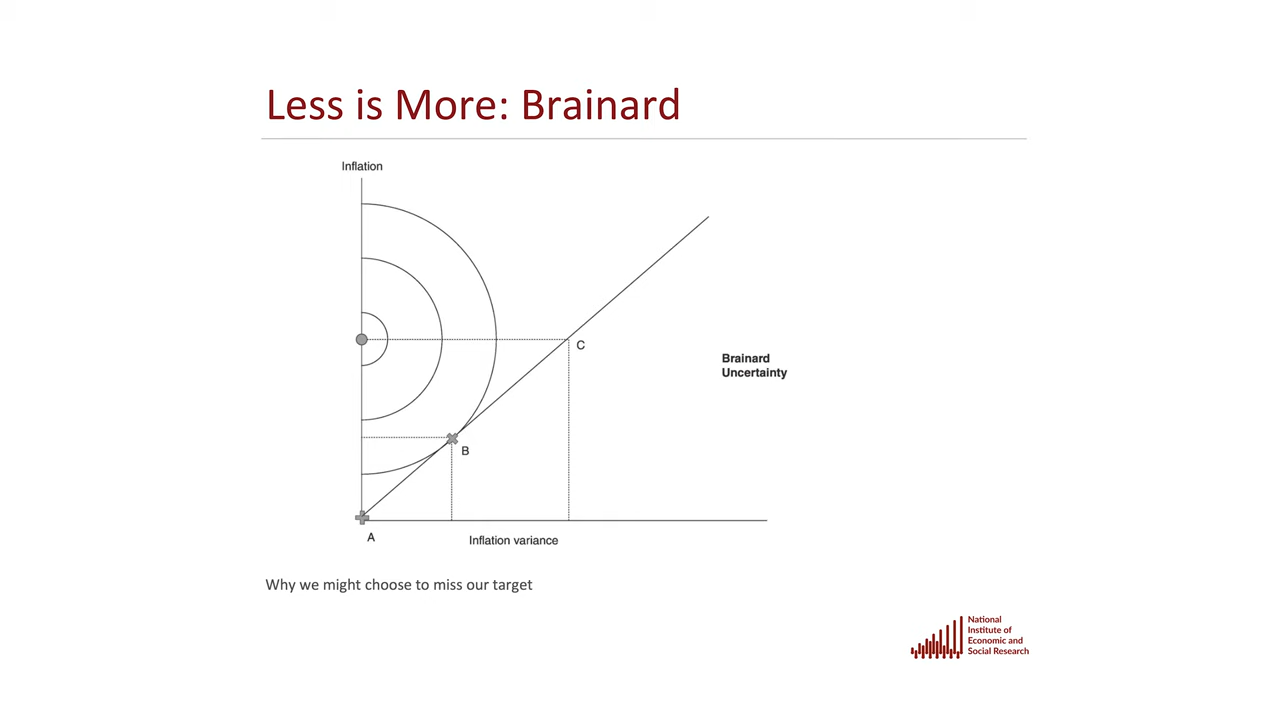 Less is More: Brainard
Inflation
C
Brainard
Uncertainty
B
A
Inflation variance
Why we might choose to miss our target
National
Institute of
Economic and
Social Research